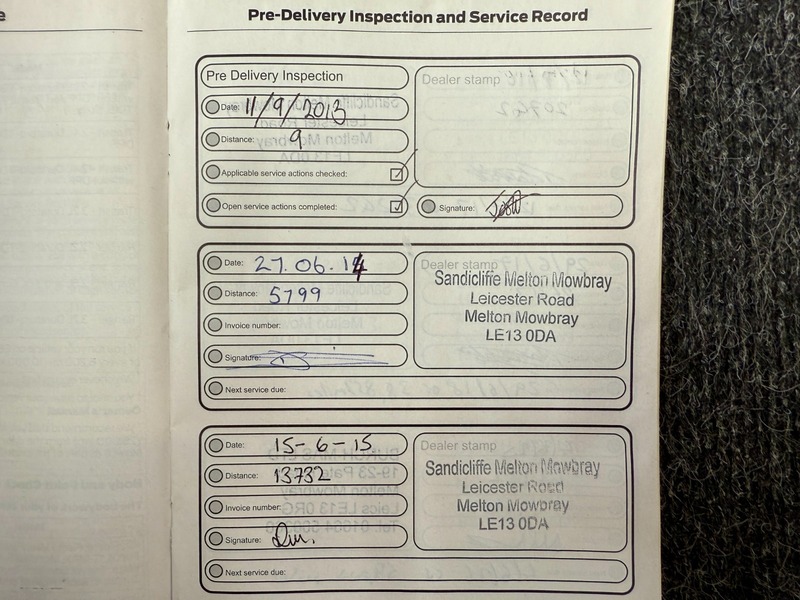 Pre-Delivery Inspection and Service Record
Pre Delivery Inspection
Date: 11/9/2013
Distance: 9
Applicable service actions checked:
Open service actions completed:
Dealer stamp
Signature:
Date: 27.06.14
Distance: 5799
Invoice number:
Signature:
Next service due:
Dealer stamp
Sandicliffe Melton Mowbray
Leicester Road
Melton Mowbray
LE13 0DA
Date: 15-6-15
Distance: 13732
Invoice number:
Signature:
Next service due:
Dealer stamp
Sandicliffe Melton Mowbray
Leicester Road
Melton Mowbray
LE13 0DA